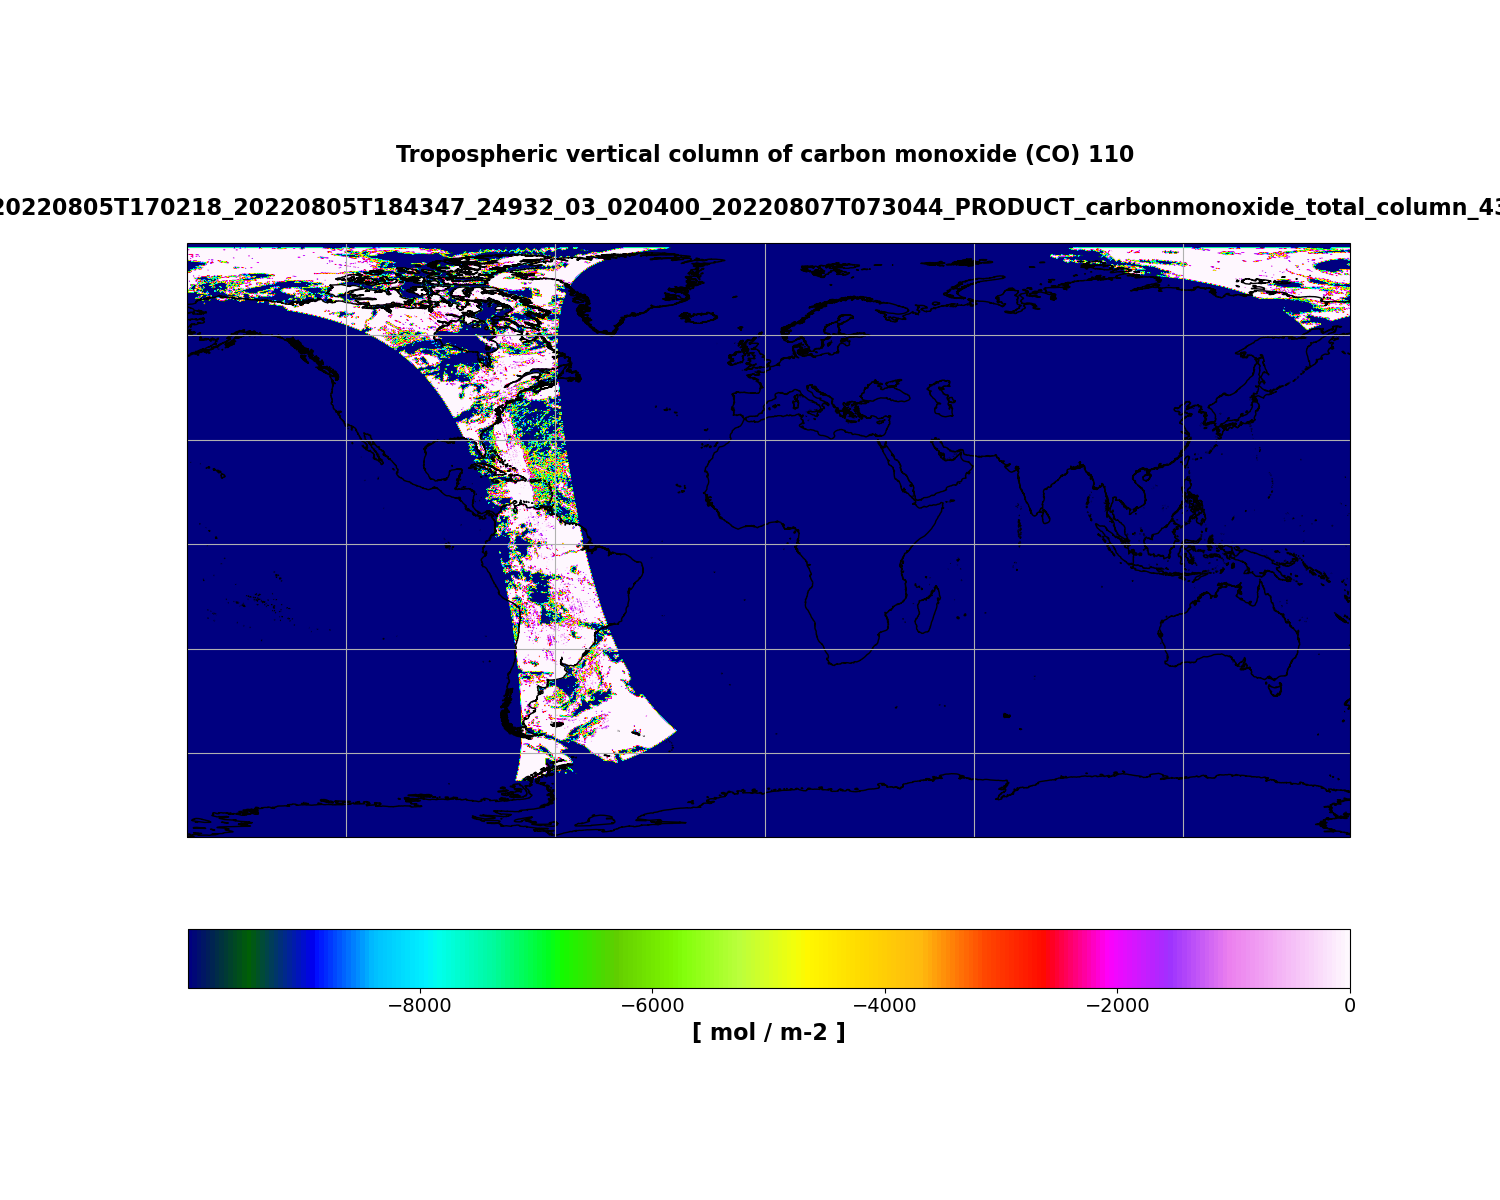 Tropospheric vertical column of carbon monoxide (CO) 110
20220805T170218_20220805T184347_24932_03_020400_20220807T073044_PRODUCT_carbonmonoxide_total_column_43
−8000 −6000 −4000 −2000 0
[ mol / m-2 ]